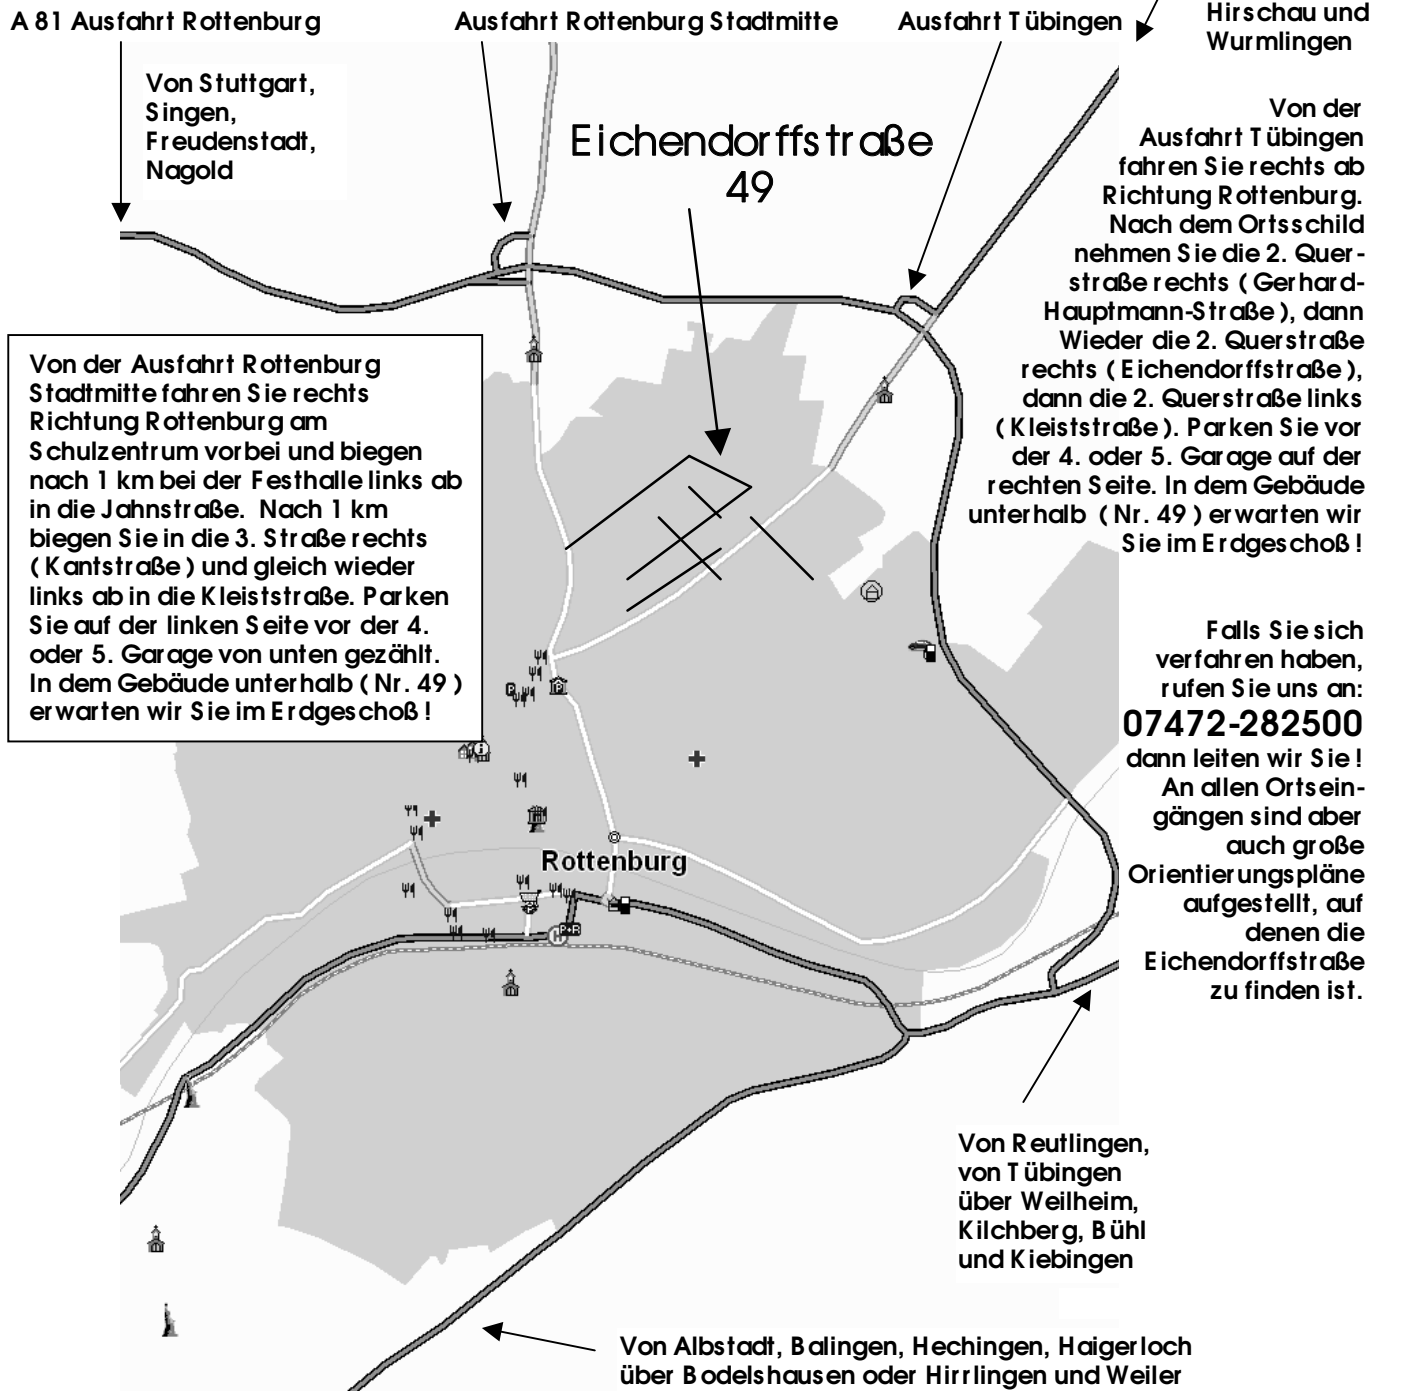 A 81 Ausfahrt Rottenburg
Ausfahrt Rottenburg Stadtmitte
Ausfahrt Tübingen
Hirschau und
Wurmlingen
Von Stuttgart,
Singen,
Freudenstadt,
Nagold
Eichendorffstraße
49
Von der
Ausfahrt Tübingen
fahren Sie rechts ab
Richtung Rottenburg.
Nach dem Ortsschild
nehmen Sie die 2. Quer-
straße rechts (Gerhard-
Hauptmann-Straße), dann
Wieder die 2. Querstraße
rechts (Eichendorffstraße),
dann die 2. Querstraße links
(Kleiststraße). Parken Sie vor
der 4. oder 5. Garage auf der
rechten Seite. In dem Gebäude
unterhalb (Nr. 49) erwarten wir
Sie im Erdgeschoß!
Von der Ausfahrt Rottenburg
Stadtmitte fahren Sie rechts
Richtung Rottenburg am
Schulzentrum vorbei und biegen
nach 1 km bei der Festhalle links ab
in die Jahnstraße. Nach 1 km
biegen Sie in die 3. Straße rechts
(Kantstraße) und gleich wieder
links ab in die Kleiststraße. Parken
Sie auf der linken Seite vor der 4.
oder 5. Garage von unten gezählt.
In dem Gebäude unterhalb (Nr. 49)
erwarten wir Sie im Erdgeschoß!
Falls Sie sich
verfahren haben,
rufen Sie uns an:
07472-282500
dann leiten wir Sie!
An allen Ortsein-
gängen sind aber
auch große
Orientierungspläne
aufgestellt, auf
denen die
Eichendorffstraße
zu finden ist.
P
i
Rottenburg
H
P+R
Von Reutlingen,
von Tübingen
über Weilheim,
Kilchberg, Bühl
und Kiebingen
Von Albstadt, Balingen, Hechingen, Haigerloch
über Bodelshausen oder Hirrlingen und Weiler